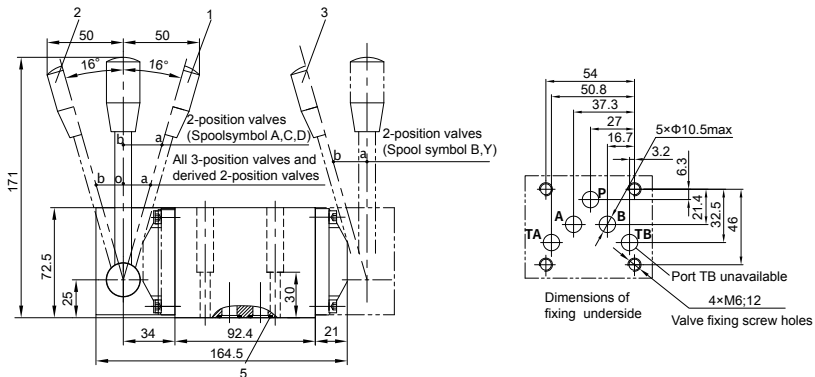 2
50
50
1
3
16°
16°
171
72.5
25
b
a
2-position valves
(Spoolsymbol A,C,D)
All 3-position valves and
derived 2-position valves
b
o
a
b
a
2-position valves
(Spool symbol B,Y)
30
34
92.4
21
164.5
5
54
50.8
37.3
27
16.7
5×Φ10.5max
3.2
6.3
21.4
32.5
46
P
A
B
TA
TB
Port TB unavailable
Dimensions of
fixing underside
4×M6;12
Valve fixing screw holes